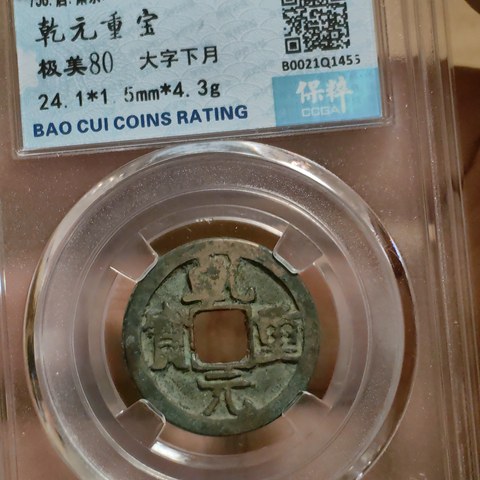 乾元重宝
极美80 大字下月
B0021Q1455
24.1*1.5mm*4.3g
保粹
CCGA
BAO CUI COINS RATING
乾
寶 重
元